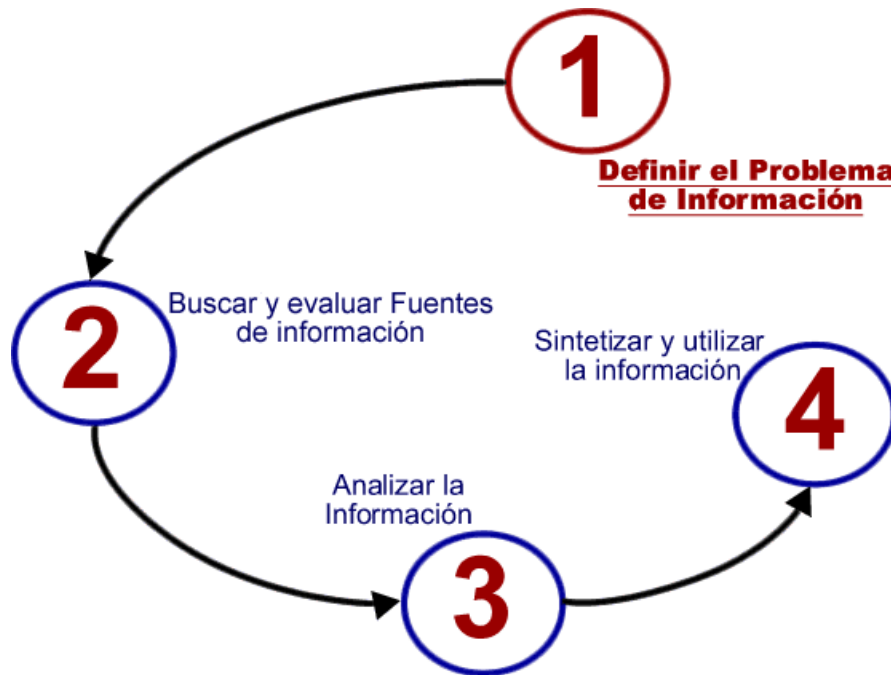 1
Definir el Problema
de Información
2
Buscar y evaluar Fuentes
de información
3
Analizar la
Información
4
Sintetizar y utilizar
la información